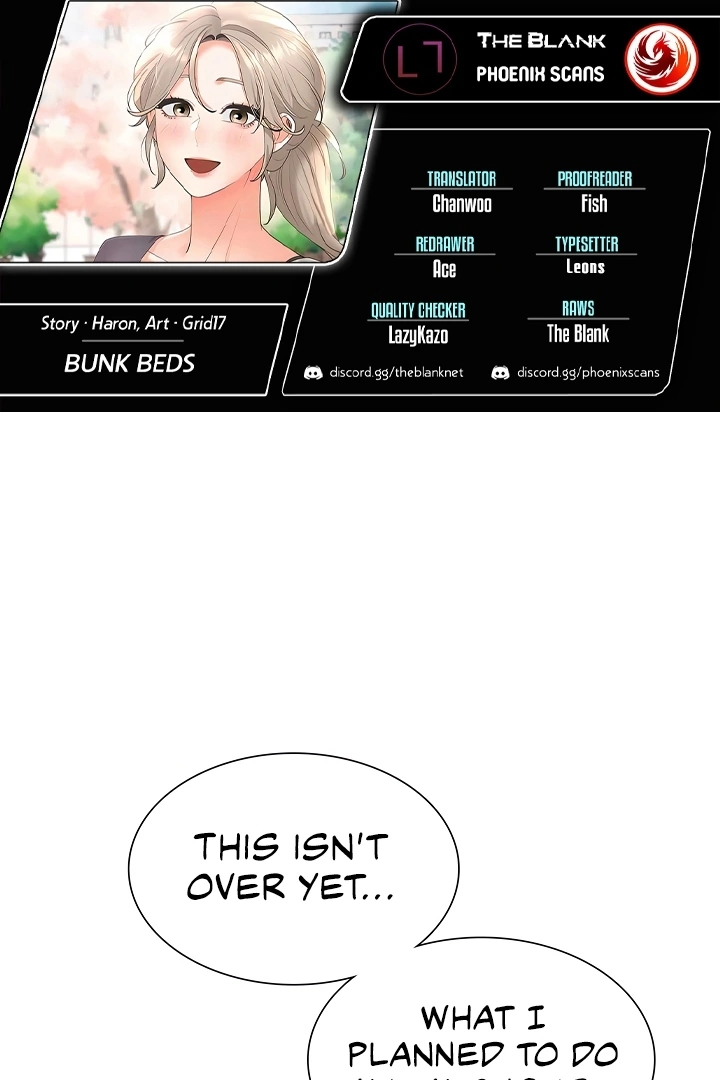 THE BLANK
PHOENIX SCANS
TRANSLATOR
Chanwoo
PROOFREADER
Fish
REDRAWER
Ace
TYPESETTER
Leons
QUALITY CHECKER
LazyKazo
RAWS
The Blank
discord.gg/theblanknet
discord.gg/phoenixscans
Story · Haron, Art · Grid17
BUNK BEDS
THIS ISN'T
OVER YET...
WHAT I
PLANNED TO DO